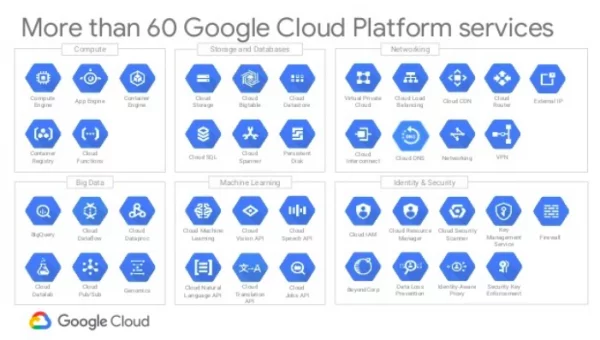 More than 60 Google Cloud Platform services
Compute
Storage and Databases
Networking
Compute Engine
App Engine
Container Engine
Cloud Storage
Cloud Bigtable
Cloud Datastore
Virtual Private Cloud
Cloud Load Balancing
Cloud CDN
Cloud Router
External IP
Container Registry
Cloud Functions
Cloud SQL
Cloud Spanner
Persistent Disk
Cloud Interconnect
Cloud DNS
Networking
VPN
Big Data
Machine Learning
Identity & Security
BigQuery
Cloud Dataflow
Cloud Dataproc
Cloud Machine Learning
Cloud Vision API
Cloud Speech API
Cloud IAM
Cloud Resource Manager
Cloud Security Scanner
Key Management Service
Firewall
Cloud Datalab
Cloud Pub/Sub
Genomics
Cloud Natural Language API
Cloud Translation API
Cloud Jobs API
BeyondCorp
Data Loss Prevention
Identity-Aware Proxy
Security Key Enforcement
Google Cloud